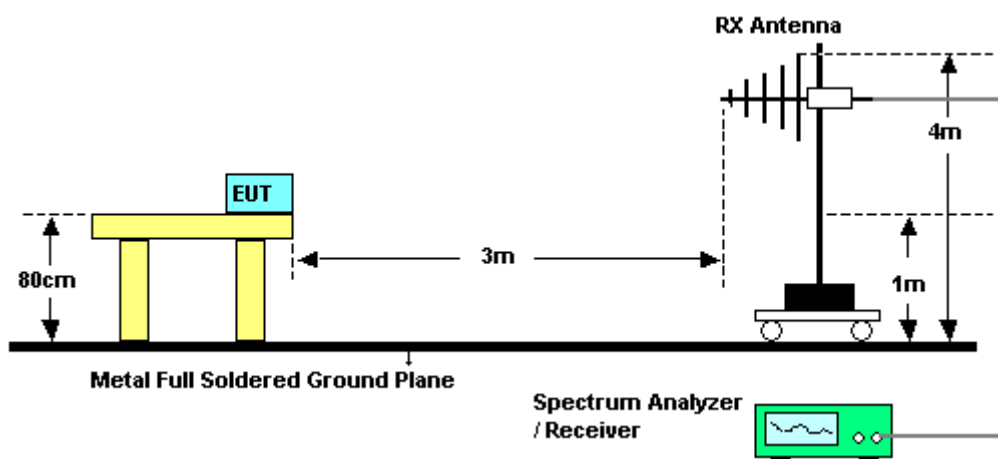 RX Antenna
4m
EUT
3m
80cm
1m
Metal Full Soldered Ground Plane
Spectrum Analyzer
/ Receiver